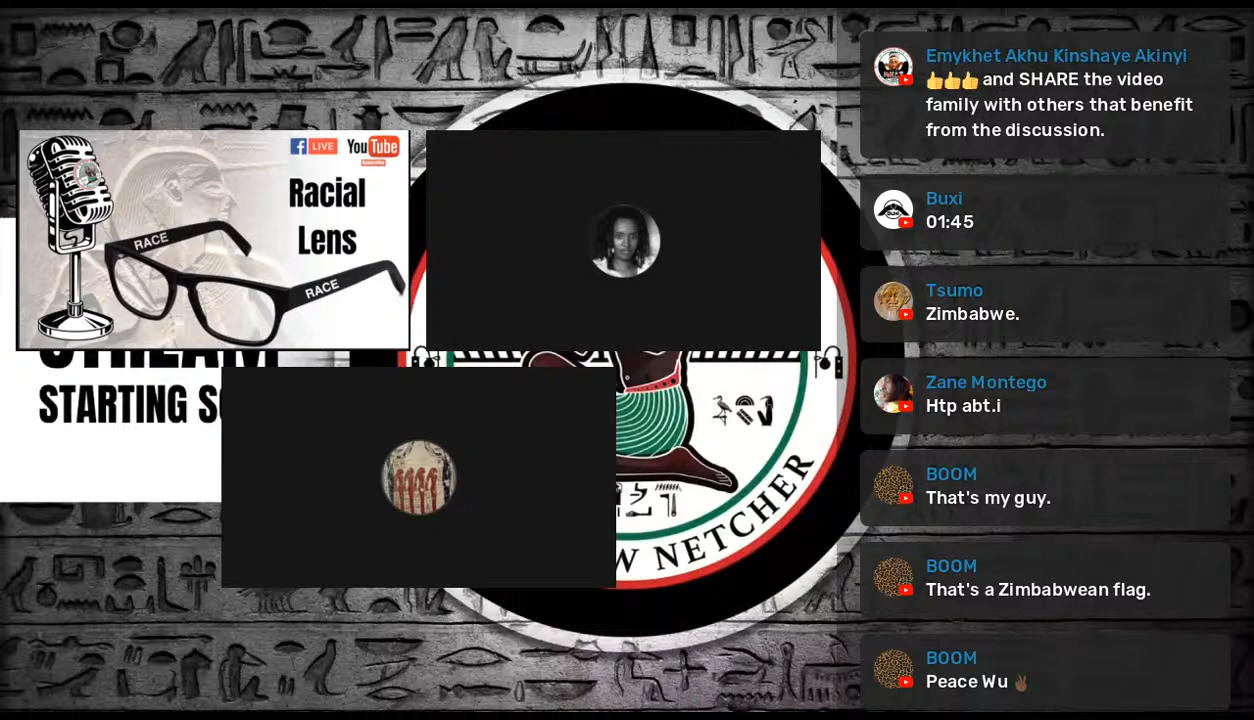 LIVE YouTube
Subscribe
Racial
Lens
RACE
RACE
STREAM
STARTING
W NETCHER
Emykhet Akhu Kinshaye Akinyi
👍👍👍 and SHARE the video
family with others that benefit
from the discussion.
Buxi
01:45
Tsumo
Zimbabwe.
Zane Montego
Htp abt.i
BOOM
That's my guy.
BOOM
That's a Zimbabwean flag.
BOOM
Peace Wu ✌🏾